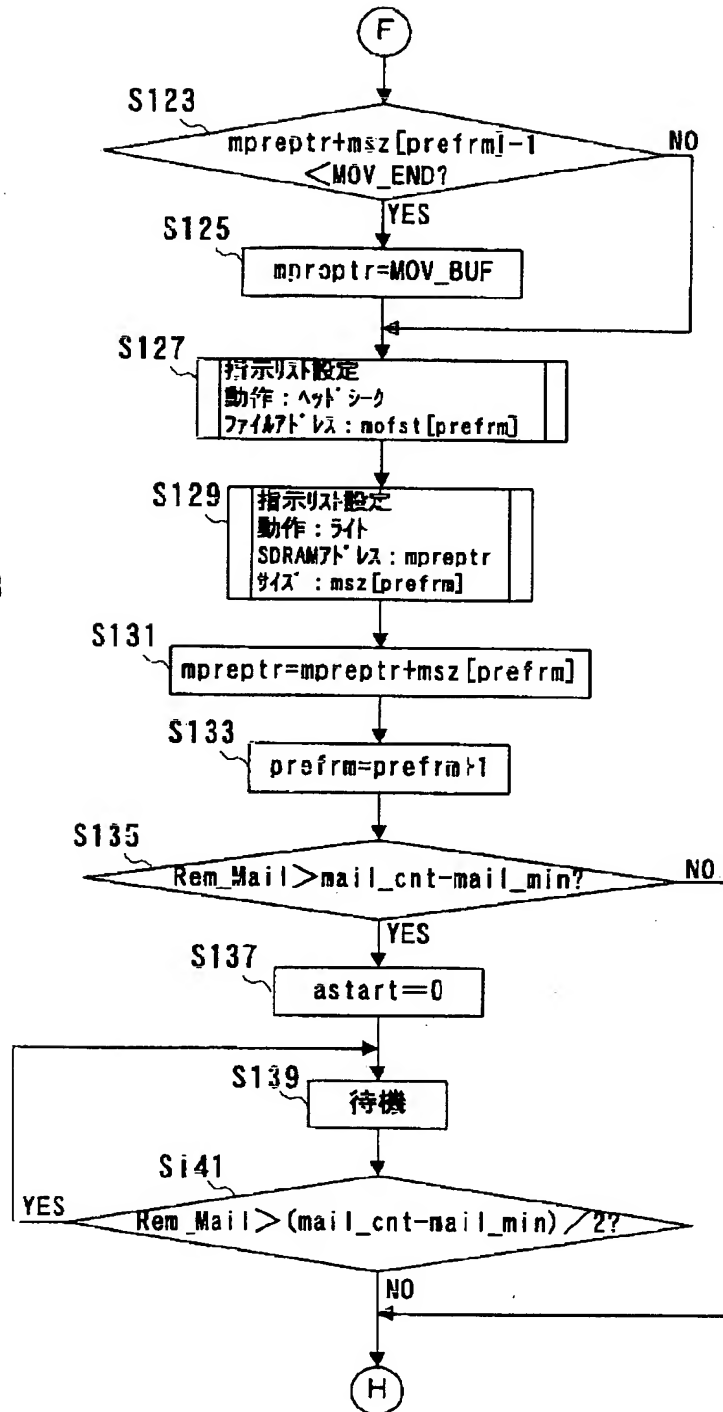 F
S123
mpreptr+msz[prefrm]-1
<MOV_END?
NO
YES
S125
mpreptr=MOV_BUF
S127
指示リスト設定
動作：ヘッドシーク
ファイルアドレス：mofst[prefrm]
S129
指示リスト設定
動作：ライト
SDRAMアドレス：mpreptr
サイズ：msz[prefrm]
S131
mpreptr=mpreptr+msz[prefrm]
S133
prefrm=prefrm+1
S135
Rem_Mail>mail_cnt-mail_min?
NO
YES
S137
astart==0
S139
待機
S141
YES
Rem_Mail>(mail_cnt-mail_min)／2?
NO
H